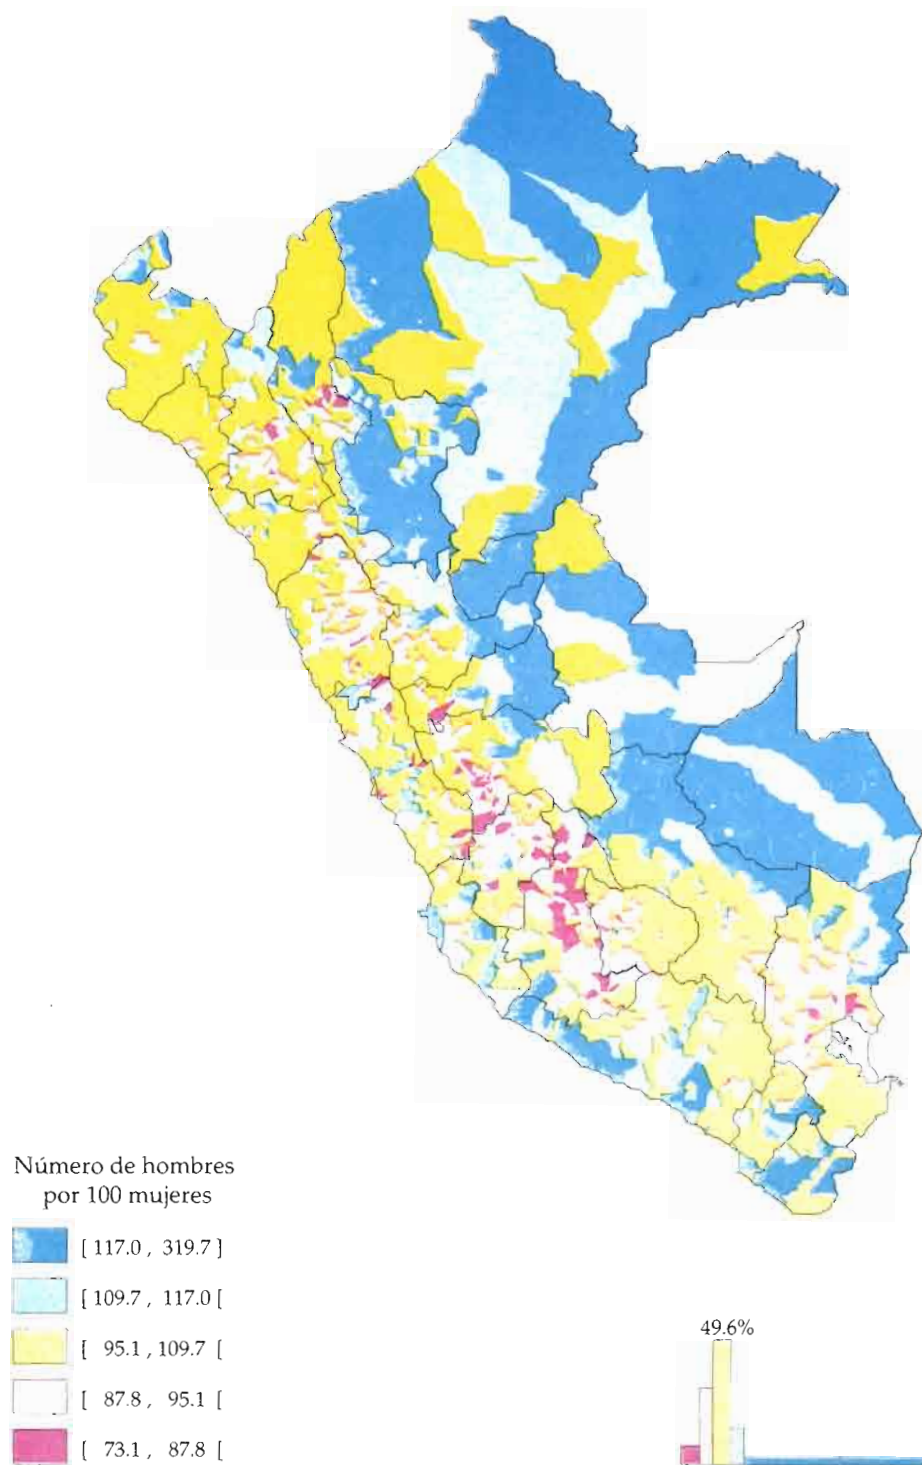 Número de hombres
por 100 mujeres
[ 117.0 , 319.7 ]
[ 109.7 , 117.0 [
[ 95.1 , 109.7 [
[ 87.8 , 95.1 [
[ 73.1 , 87.8 [
49.6%